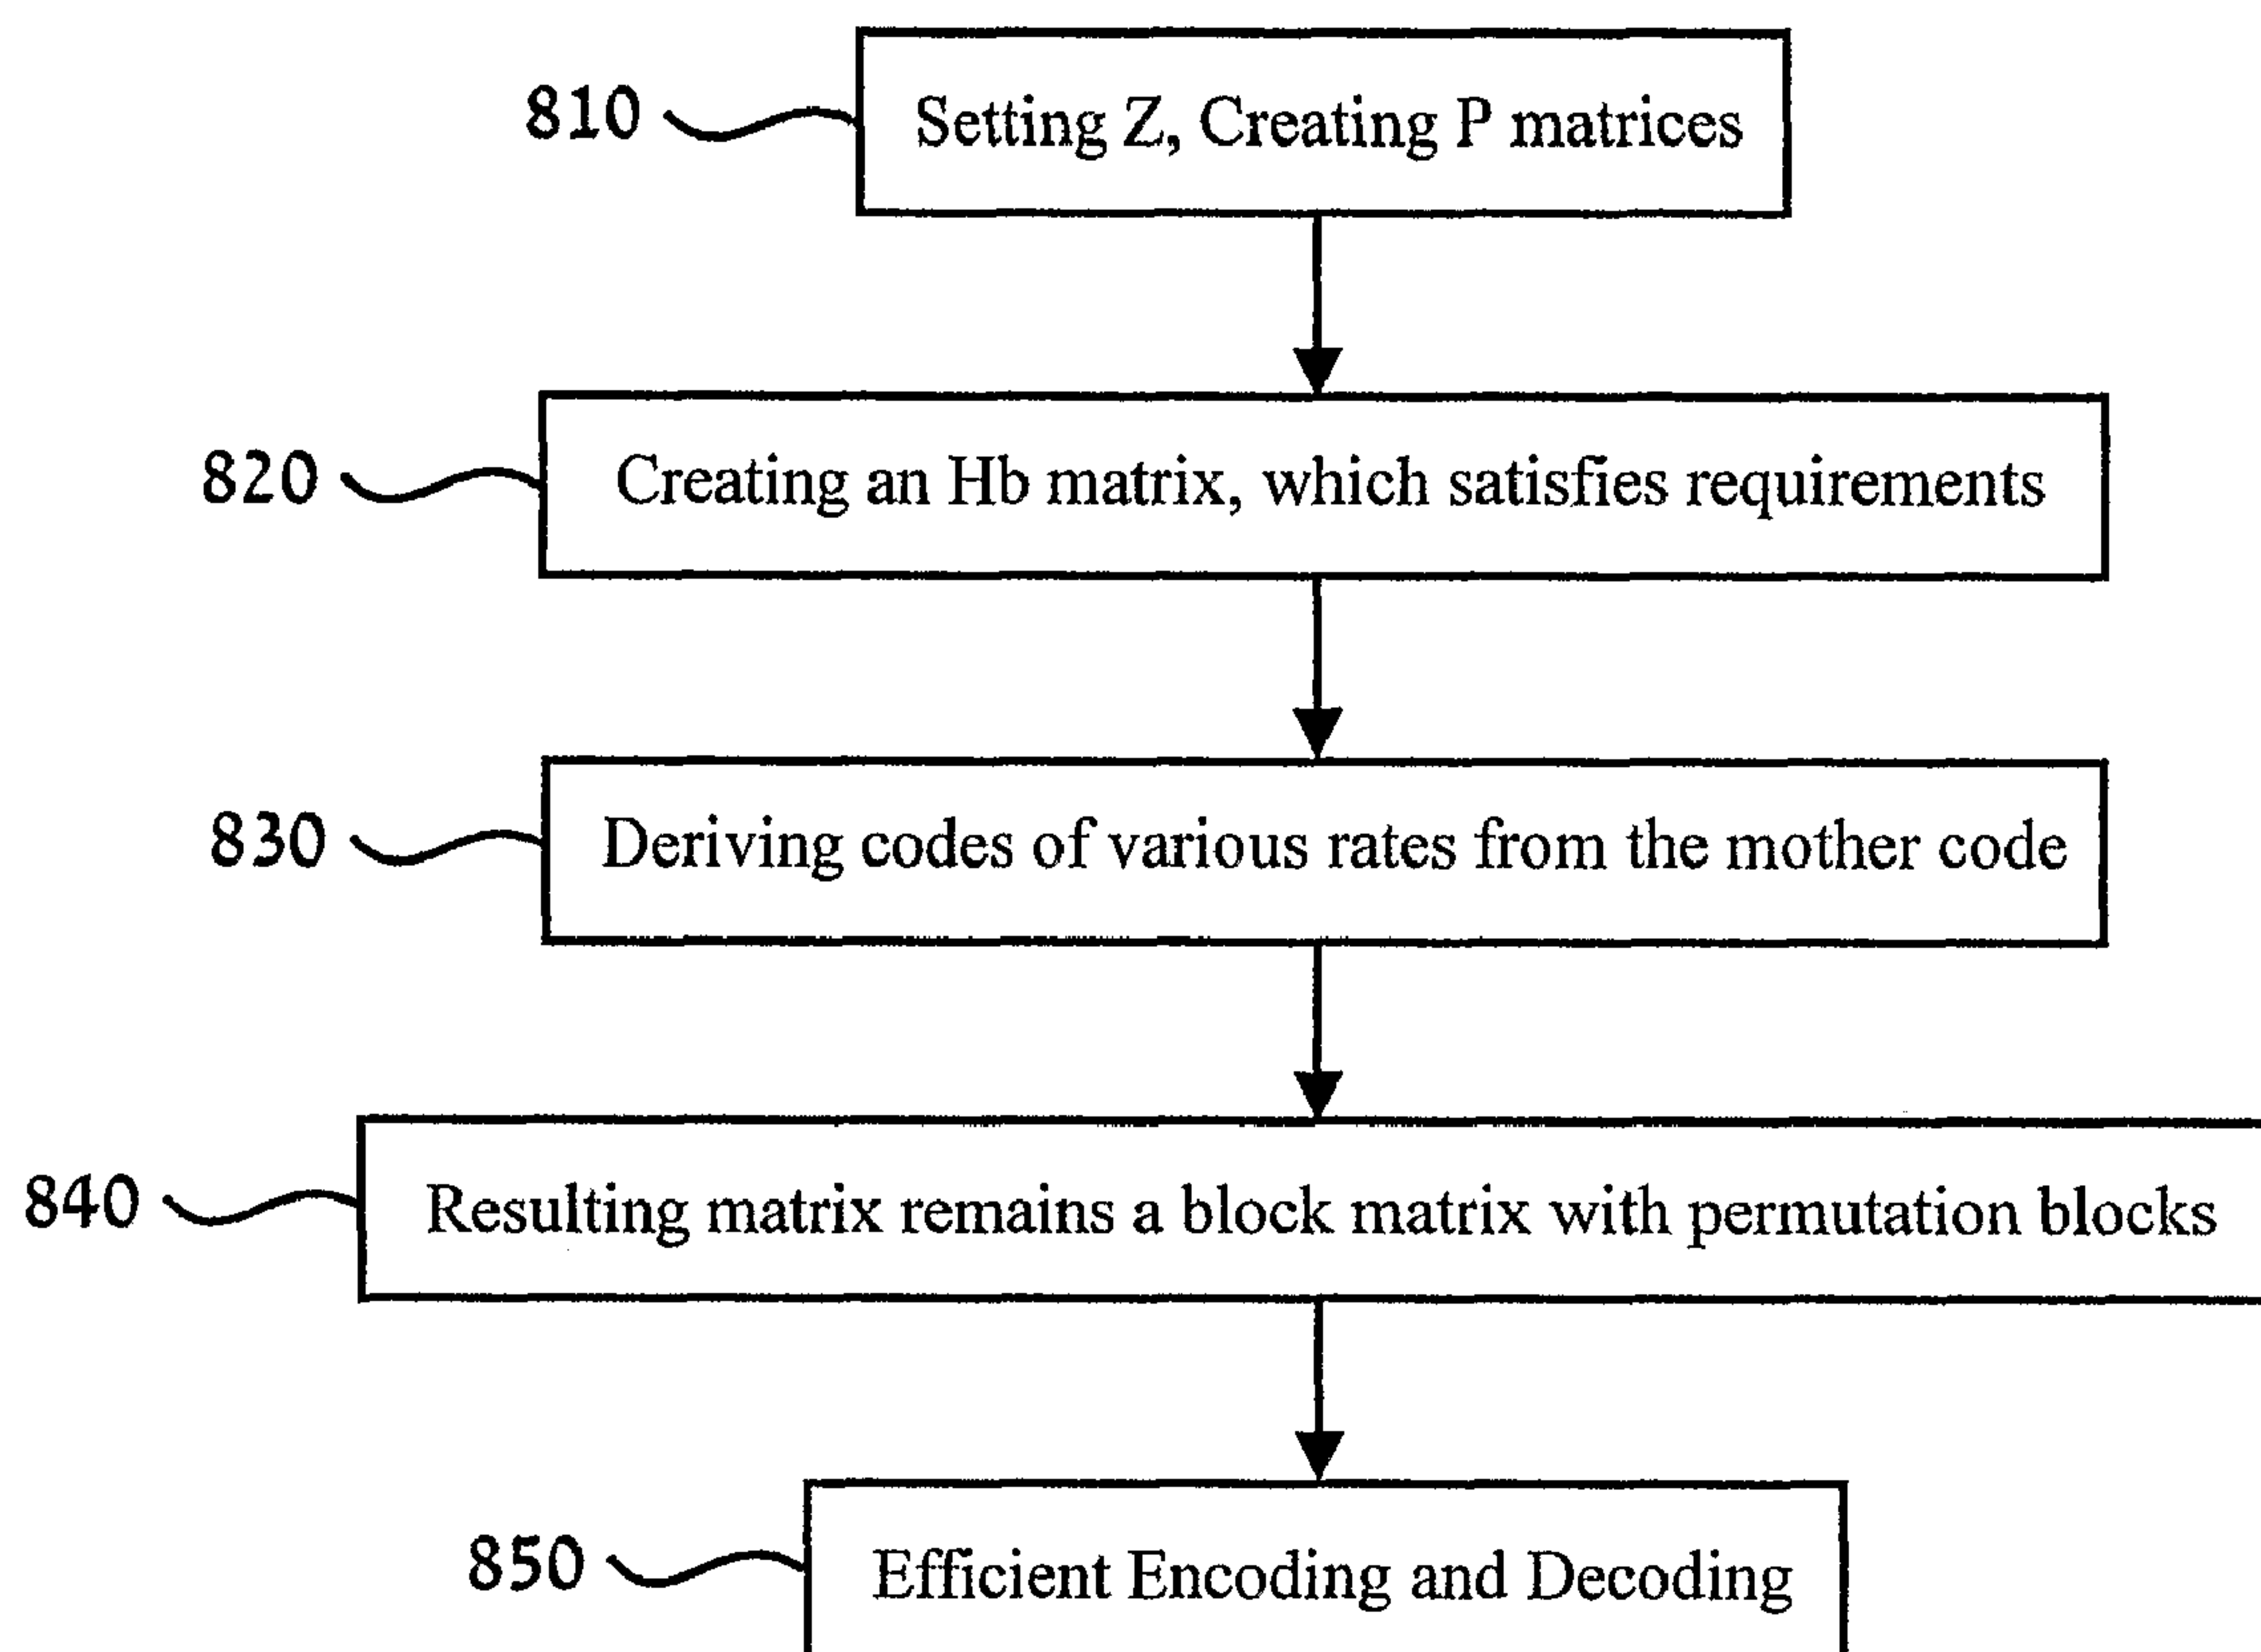 810 Setting Z, Creating P matrices
820 Creating an Hb matrix, which satisfies requirements
830 Deriving codes of various rates from the mother code
840 Resulting matrix remains a block matrix with permutation blocks
850 Efficient Encoding and Decoding